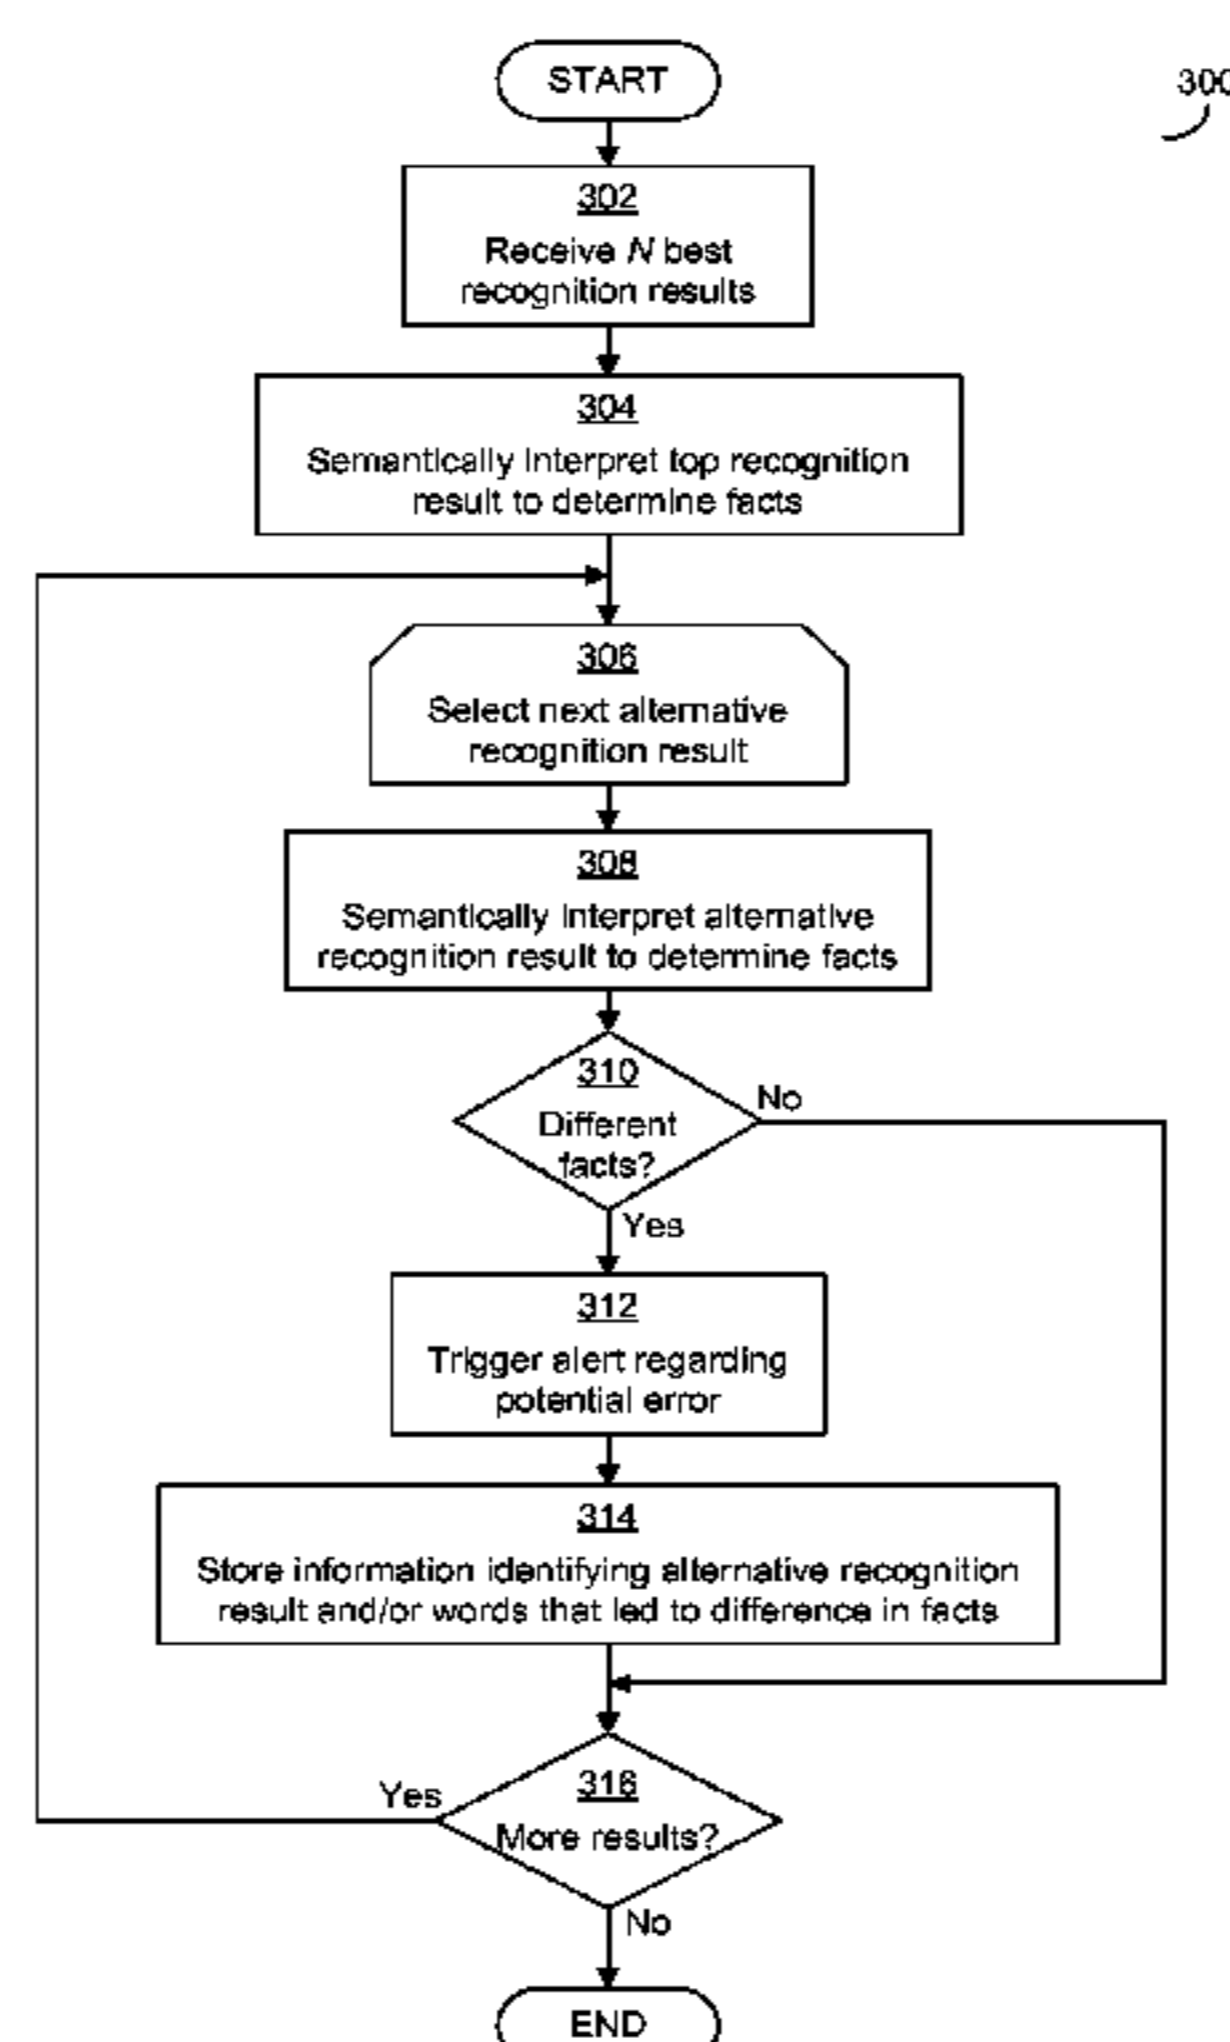 START
300
302
Receive N best
recognition results
304
Semantically interpret top recognition
result to determine facts
306
Select next alternative
recognition result
308
Semantically interpret alternative
recognition result to determine facts
310
No
Different
facts?
Yes
312
Trigger alert regarding
potential error
314
Store information identifying alternative recognition
result and/or words that led to difference in facts
316
Yes
More results?
No
END